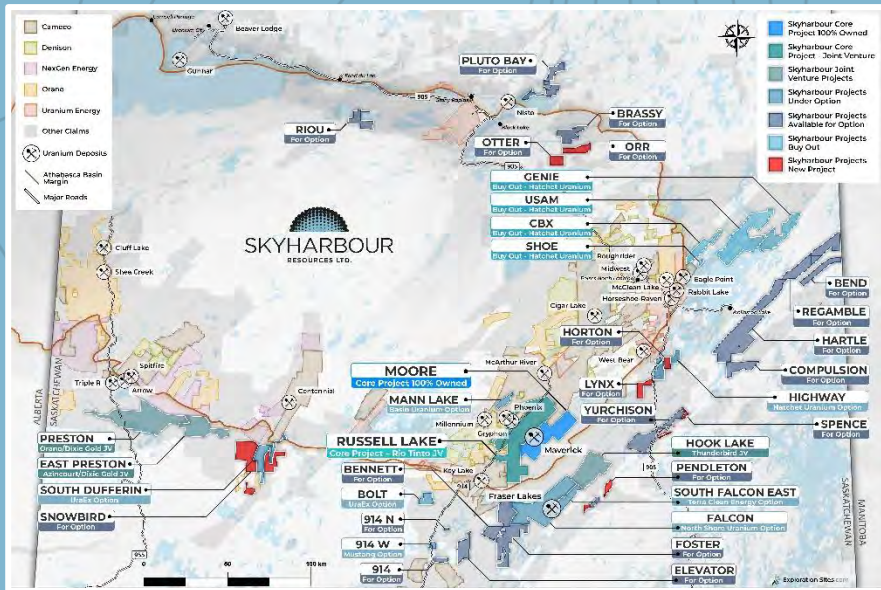 Cameco
Denison
NexGen Energy
Orano
Uranium Energy
Other Claims
Uranium Deposits
Athabasca Basin
Margin
Major Roads
Skyharbour Core
Project 100% Owned
Skyharbour Core
Project - Joint Venture
Skyharbour Joint
Venture Projects
Skyharbour Projects
Under Option
Skyharbour Projects
Available for Option
Skyharbour Projects
Buy Out
Skyharbour Projects
New Project
Uranium City
Beaver Lodge
Gunnar
905
PLUTO BAY
For Option
Nisto
Black Lake
RIOU
For Option
BRASSY
For Option
OTTER
For Option
ORR
For Option
905
GENIE
Buy Out - Hatchet Uranium
USAM
Buy Out - Hatchet Uranium
CBX
Buy Out - Hatchet Uranium
SHOE
Buy Out - Hatchet Uranium
SKYHARBOUR
RESOURCES LTD.
Cluff Lake
Shea Creek
Roughrider
Midwest
McClean Lake
Horseshoe-Raven
Eagle Point
Rabbit Lake
Cigar Lake
BEND
For Option
REGAMBLE
For Option
HARTLE
For Option
COMPULSION
For Option
HORTON
For Option
West Bear
McArthur River
MOORE
Core Project 100% Owned
LYNX
For Option
HIGHWAY
Hatchet Uranium Option
Spitfire
Triple R
Arrow
Centennial
ALBERTA
SASKATCHEWAN
MANN LAKE
Basin Uranium Option
Phoenix
Millennium
Gryphon
YURCHISON
For Option
SPENCE
For Option
PRESTON
Orano/Dixie Gold JV
EAST PRESTON
Azincourt/Dixie Gold JV
SOUTH DUFFERIN
UraEx Option
SNOWBIRD
For Option
RUSSELL LAKE
Core Project - Rio Tinto JV
Maverick
HOOK LAKE
Thunderbird JV
BENNETT
For Option
Key Lake
914
905
PENDLETON
For Option
BOLT
UraEx Option
Fraser Lakes
SOUTH FALCON EAST
Terra Clean Energy Option
914 N
For Option
FALCON
North Shore Uranium Option
914 W
Mustang Option
FOSTER
For Option
914
For Option
ELEVATOR
For Option
SASKATCHEWAN
MANITOBA
955
0
50
100 km
914
ExplorationSites.com